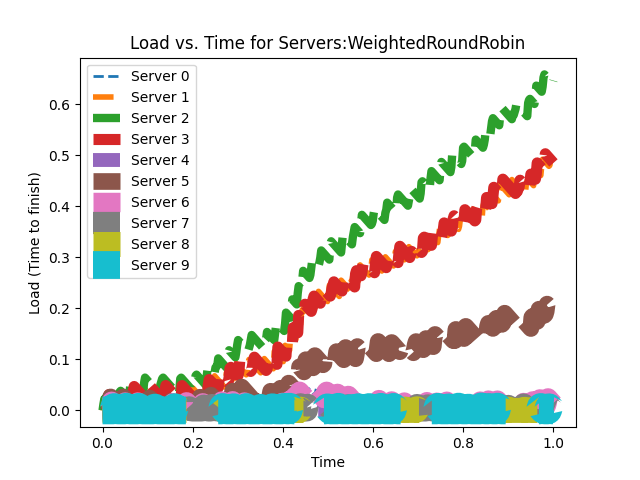 Load vs. Time for Servers:WeightedRoundRobin
Server 0
Server 1
Server 2
Server 3
Server 4
Server 5
Server 6
Server 7
Server 8
Server 9
Load (Time to finish)
0.6
0.5
0.4
0.3
0.2
0.1
0.0
0.0 0.2 0.4 0.6 0.8 1.0
Time